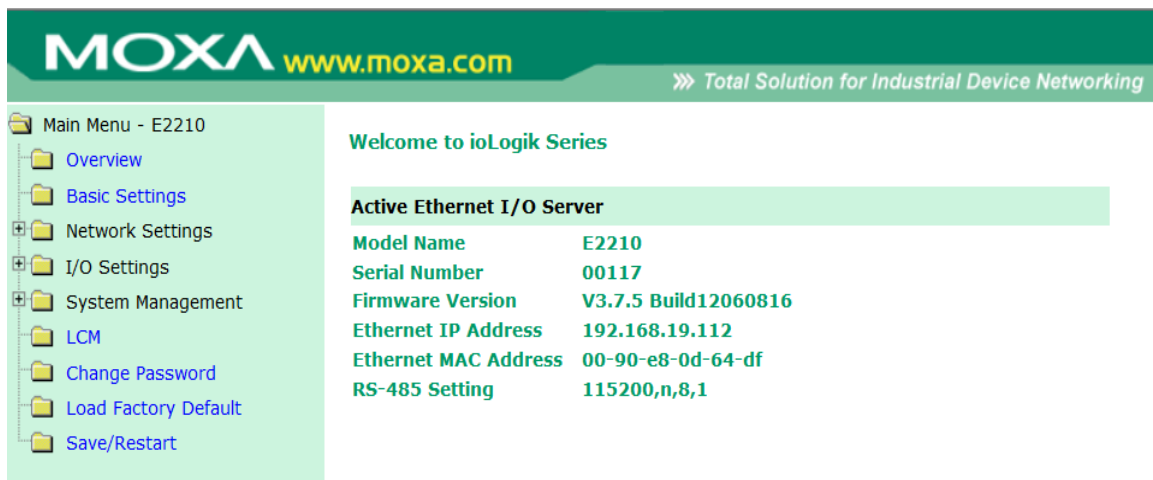 MOXA www.moxa.com
Total Solution for Industrial Device Networking
Main Menu - E2210
Overview
Basic Settings
Network Settings
I/O Settings
System Management
LCM
Change Password
Load Factory Default
Save/Restart
Welcome to ioLogik Series
Active Ethernet I/O Server
Model Name E2210
Serial Number 00117
Firmware Version V3.7.5 Build12060816
Ethernet IP Address 192.168.19.112
Ethernet MAC Address 00-90-e8-0d-64-df
RS-485 Setting 115200,n,8,1